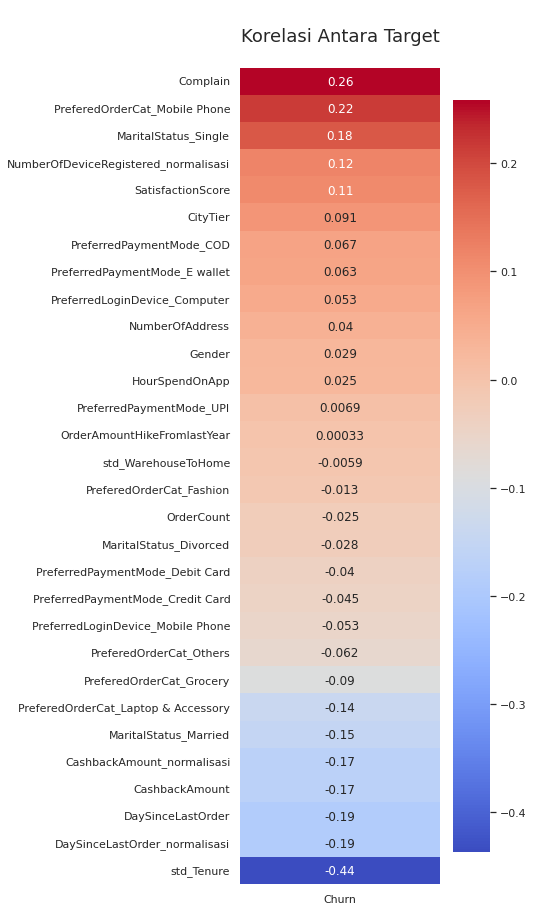 Korelasi Antara Target
Complain 0.26
PreferedOrderCat_Mobile Phone 0.22
MaritalStatus_Single 0.18
NumberOfDeviceRegistered_normalisasi 0.12
SatisfactionScore 0.11
CityTier 0.091
PreferredPaymentMode_COD 0.067
PreferredPaymentMode_E wallet 0.063
PreferredLoginDevice_Computer 0.053
NumberOfAddress 0.04
Gender 0.029
HourSpendOnApp 0.025
PreferredPaymentMode_UPI 0.0069
OrderAmountHikeFromlastYear 0.00033
std_WarehouseToHome -0.0059
PreferedOrderCat_Fashion -0.013
OrderCount -0.025
MaritalStatus_Divorced -0.028
PreferredPaymentMode_Debit Card -0.04
PreferredPaymentMode_Credit Card -0.045
PreferredLoginDevice_Mobile Phone -0.053
PreferedOrderCat_Others -0.062
PreferedOrderCat_Grocery -0.09
PreferedOrderCat_Laptop & Accessory -0.14
MaritalStatus_Married -0.15
CashbackAmount_normalisasi -0.17
CashbackAmount -0.17
DaySinceLastOrder -0.19
DaySinceLastOrder_normalisasi -0.19
std_Tenure -0.44
Churn
0.2
0.1
0.0
−0.1
−0.2
−0.3
−0.4